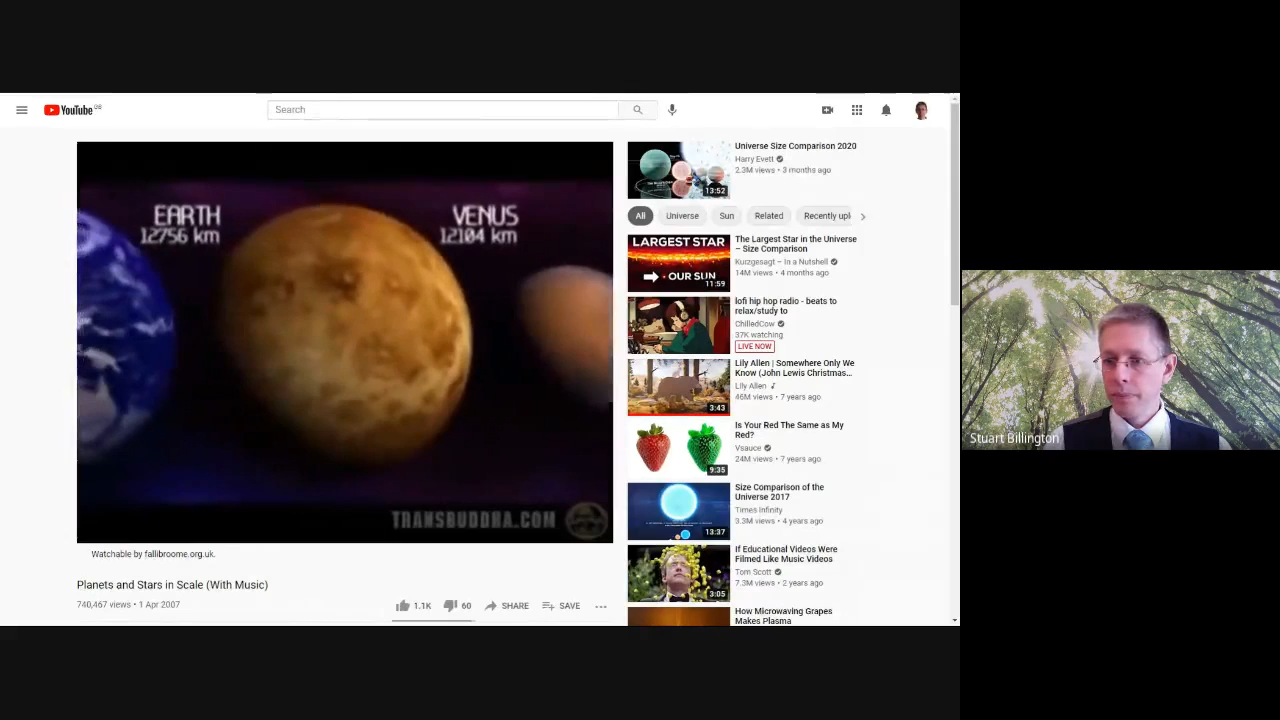 YouTube GB
Search
EARTH
12756 km
VENUS
12104 km
TRANSBUDDHA.COM
Watchable by fallibroome.org.uk.
Planets and Stars in Scale (With Music)
740,467 views • 1 Apr 2007
1.1K
60
SHARE
SAVE
13:52
Universe Size Comparison 2020
Harry Evett
2.3M views • 3 months ago
All
Universe
Sun
Related
Recently upl
LARGEST STAR
OUR SUN
11:59
The Largest Star in the Universe
– Size Comparison
Kurzgesagt – In a Nutshell
14M views • 4 months ago
lofi hip hop radio - beats to
relax/study to
ChilledCow
37K watching
LIVE NOW
3:43
Lily Allen | Somewhere Only We
Know (John Lewis Christmas...
Lily Allen
46M views • 7 years ago
9:35
Is Your Red The Same as My
Red?
Vsauce
24M views • 7 years ago
13:37
Size Comparison of the
Universe 2017
Times Infinity
3.3M views • 4 years ago
3:05
If Educational Videos Were
Filmed Like Music Videos
Tom Scott
7.3M views • 2 years ago
How Microwaving Grapes
Makes Plasma
Stuart Billington